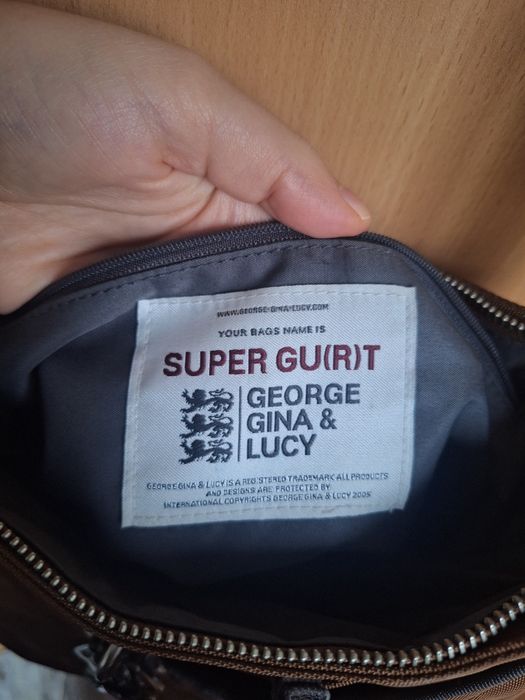 WWW.GEORGE-GINA-LUCY.COM
YOUR BAGS NAME IS
SUPER GU(R)T
GEORGE
GINA &
LUCY
GEORGE GINA & LUCY IS A REGISTERED TRADEMARK ALL PRODUCTS
AND DESIGNS ARE PROTECTED BY
INTERNATIONAL COPYRIGHTS GEORGE GINA & LUCY 2005